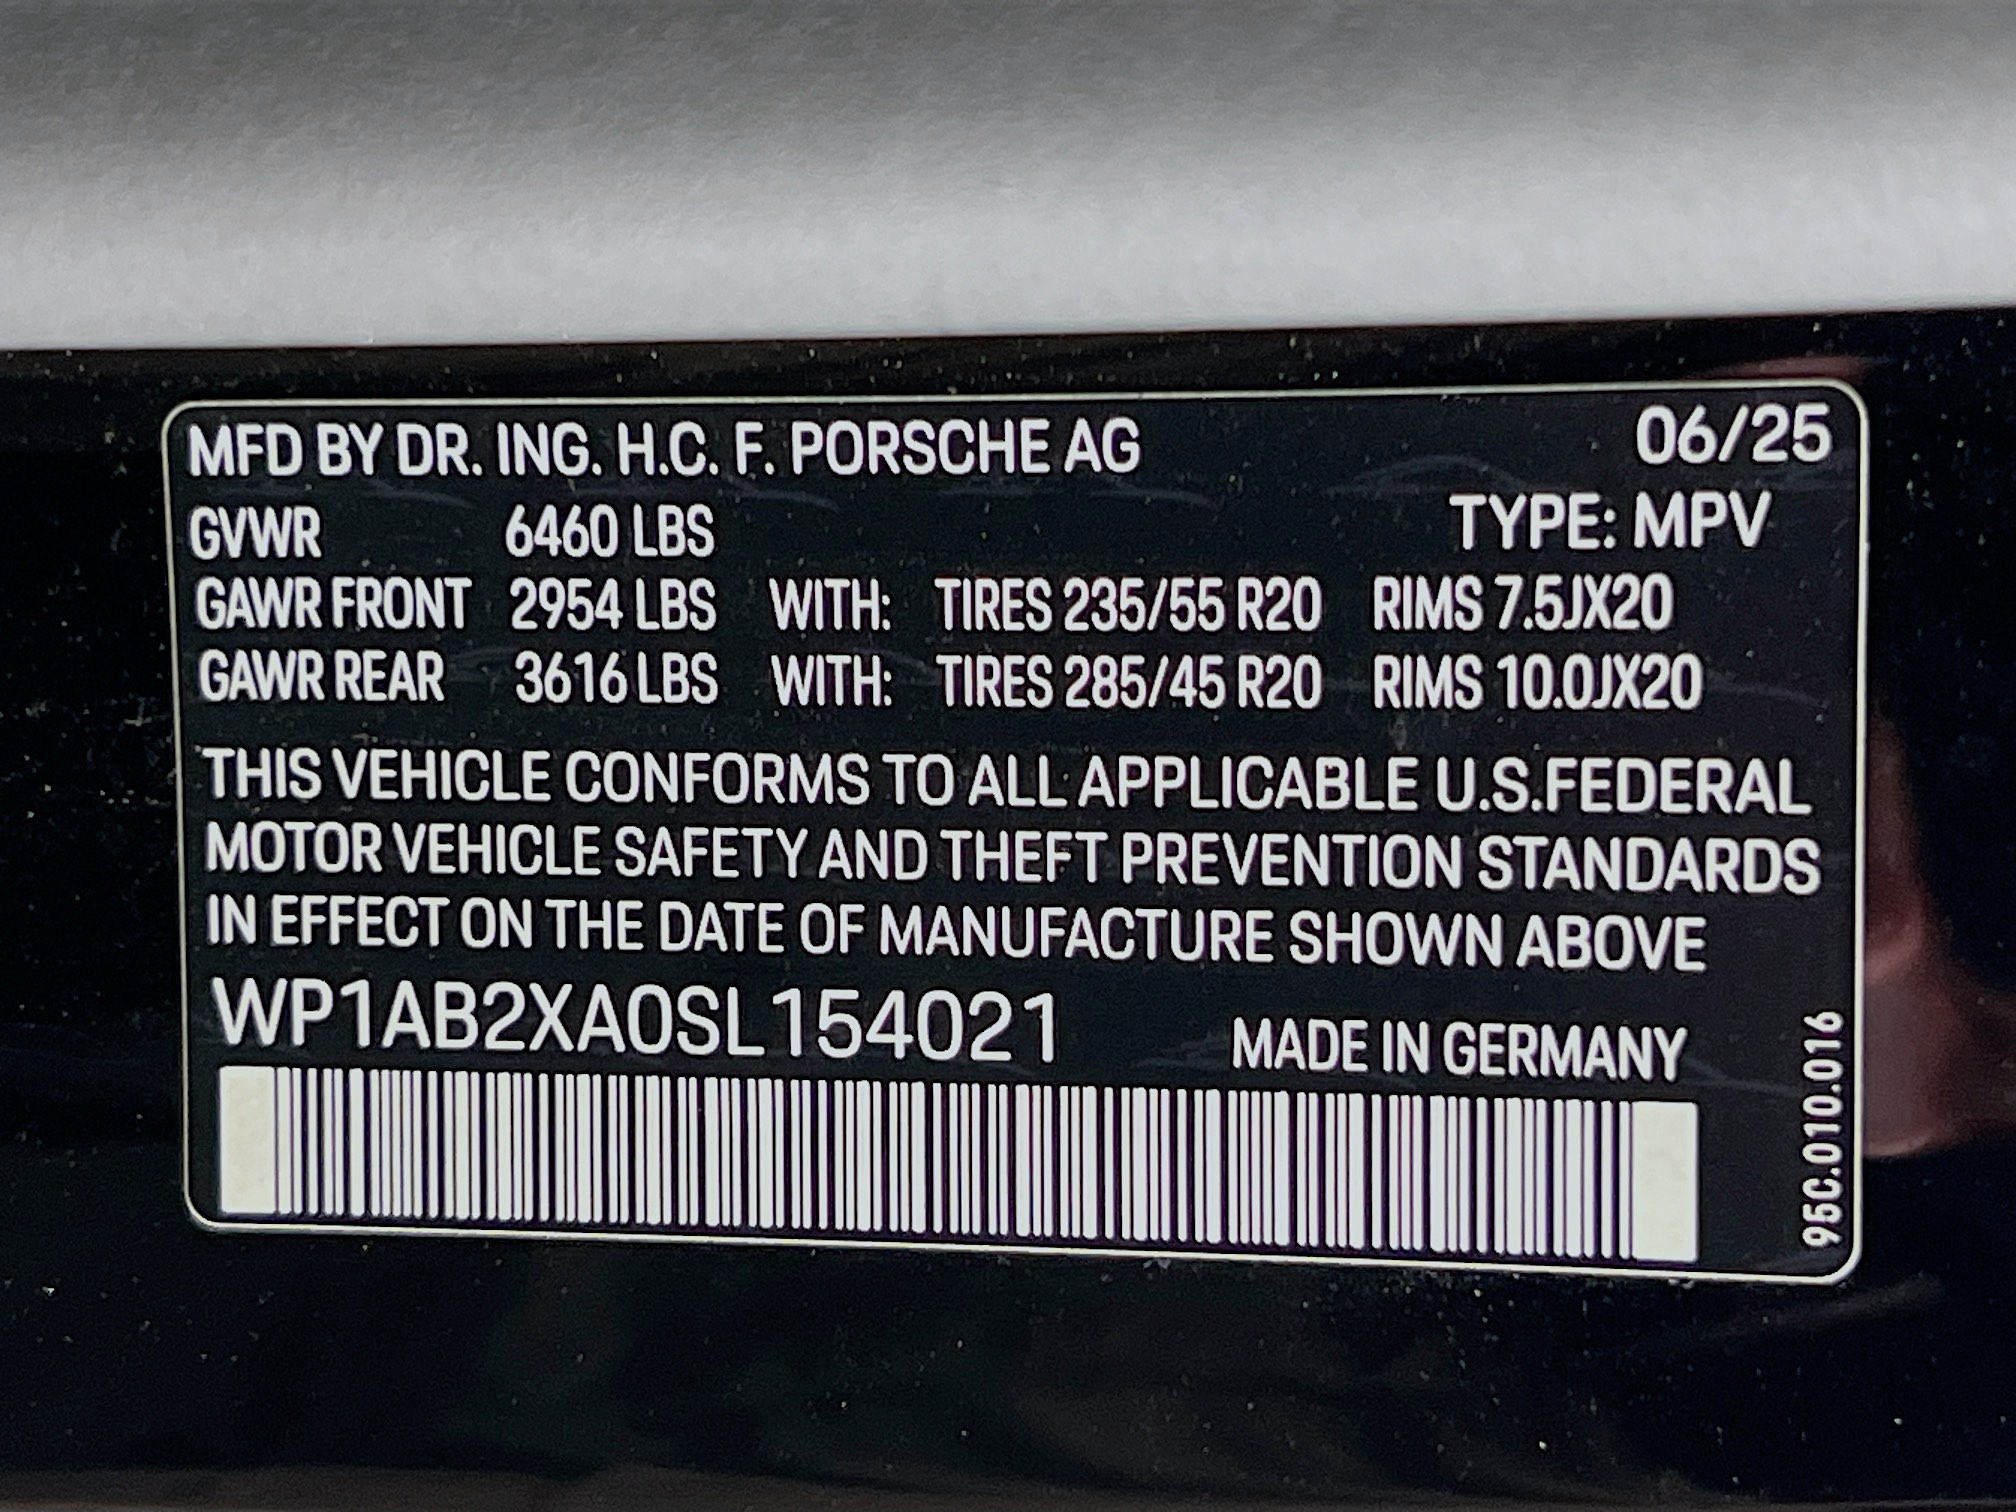 MFD BY DR. ING. H.C. F. PORSCHE AG 06/25
GVWR 6460 LBS TYPE: MPV
GAWR FRONT 2954 LBS WITH: TIRES 235/55 R20 RIMS 7.5JX20
GAWR REAR 3616 LBS WITH: TIRES 285/45 R20 RIMS 10.0JX20
THIS VEHICLE CONFORMS TO ALL APPLICABLE U.S.FEDERAL
MOTOR VEHICLE SAFETY AND THEFT PREVENTION STANDARDS
IN EFFECT ON THE DATE OF MANUFACTURE SHOWN ABOVE
WP1AB2XA0SL154021 MADE IN GERMANY
95C.010.016